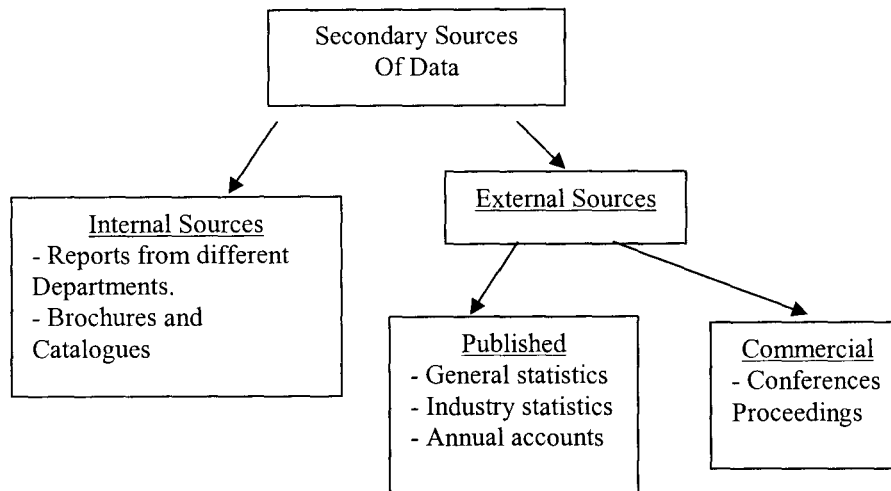 Secondary Sources
Of Data
Internal Sources
- Reports from different
Departments.
- Brochures and
Catalogues
External Sources
Published
- General statistics
- Industry statistics
- Annual accounts
Commercial
- Conferences
Proceedings